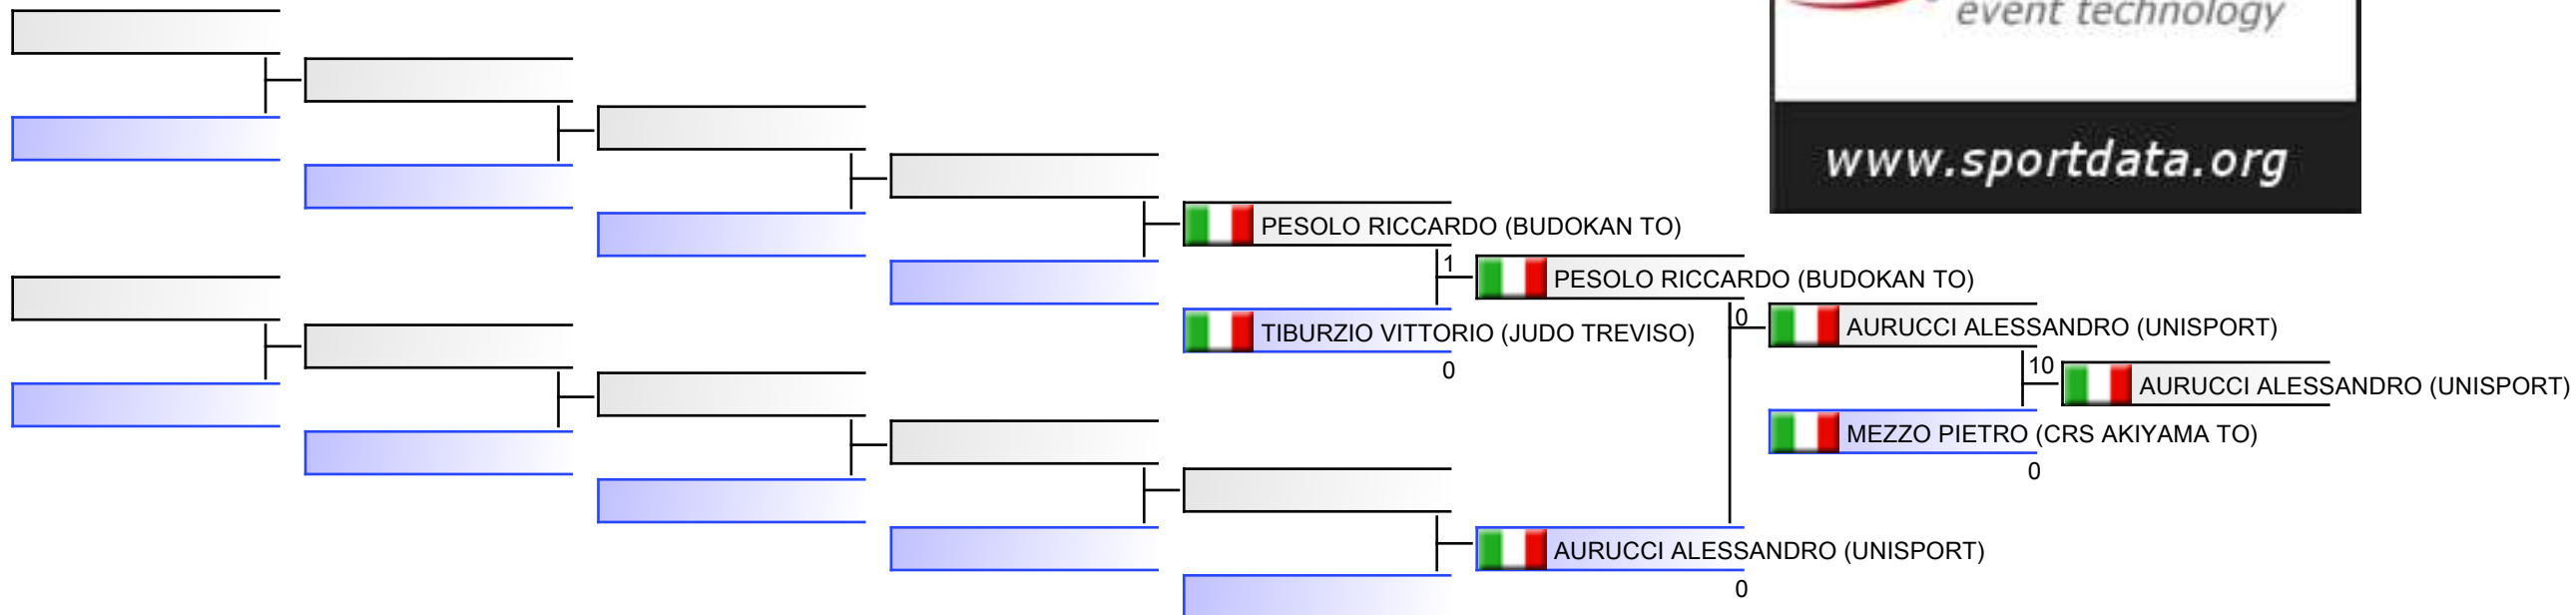 event technology
www.sportdata.org
PESOLO RICCARDO (BUDOKAN TO)
1
PESOLO RICCARDO (BUDOKAN TO)
TIBURZIO VITTORIO (JUDO TREVISO)
0
0
AURUCCI ALESSANDRO (UNISPORT)
10
AURUCCI ALESSANDRO (UNISPORT)
MEZZO PIETRO (CRS AKIYAMA TO)
0
AURUCCI ALESSANDRO (UNISPORT)
0